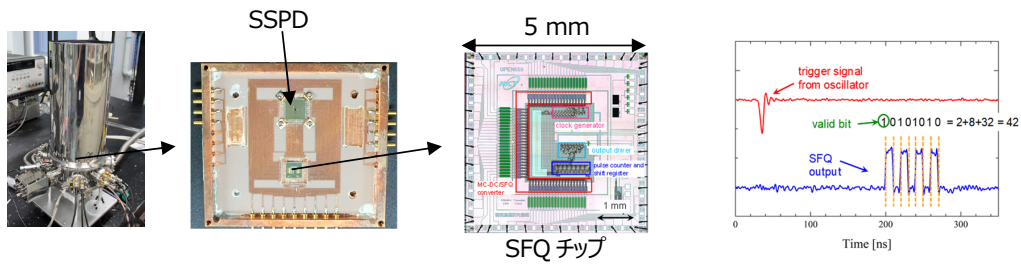 SSPD
5 mm
clock generator
output driver
pulse counter and
shift register
MC-DC/SFQ
converter
1 mm
SFQ チップ
trigger signal
from oscillator
valid bit
1 0 1 0 1 0 1 0 = 2+8+32 = 42
SFQ
output
0
100
200
300
Time [ns]